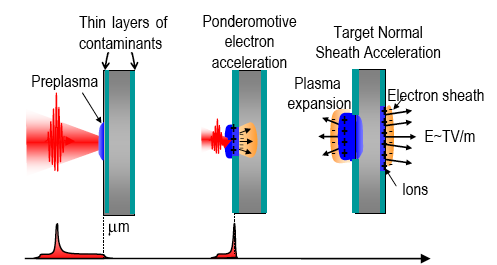 Thin layers of
contaminants
Ponderomotive
electron
acceleration
Target Normal
Sheath Acceleration
Preplasma
Plasma
expansion
Electron sheath
E~TV/m
Ions
μm